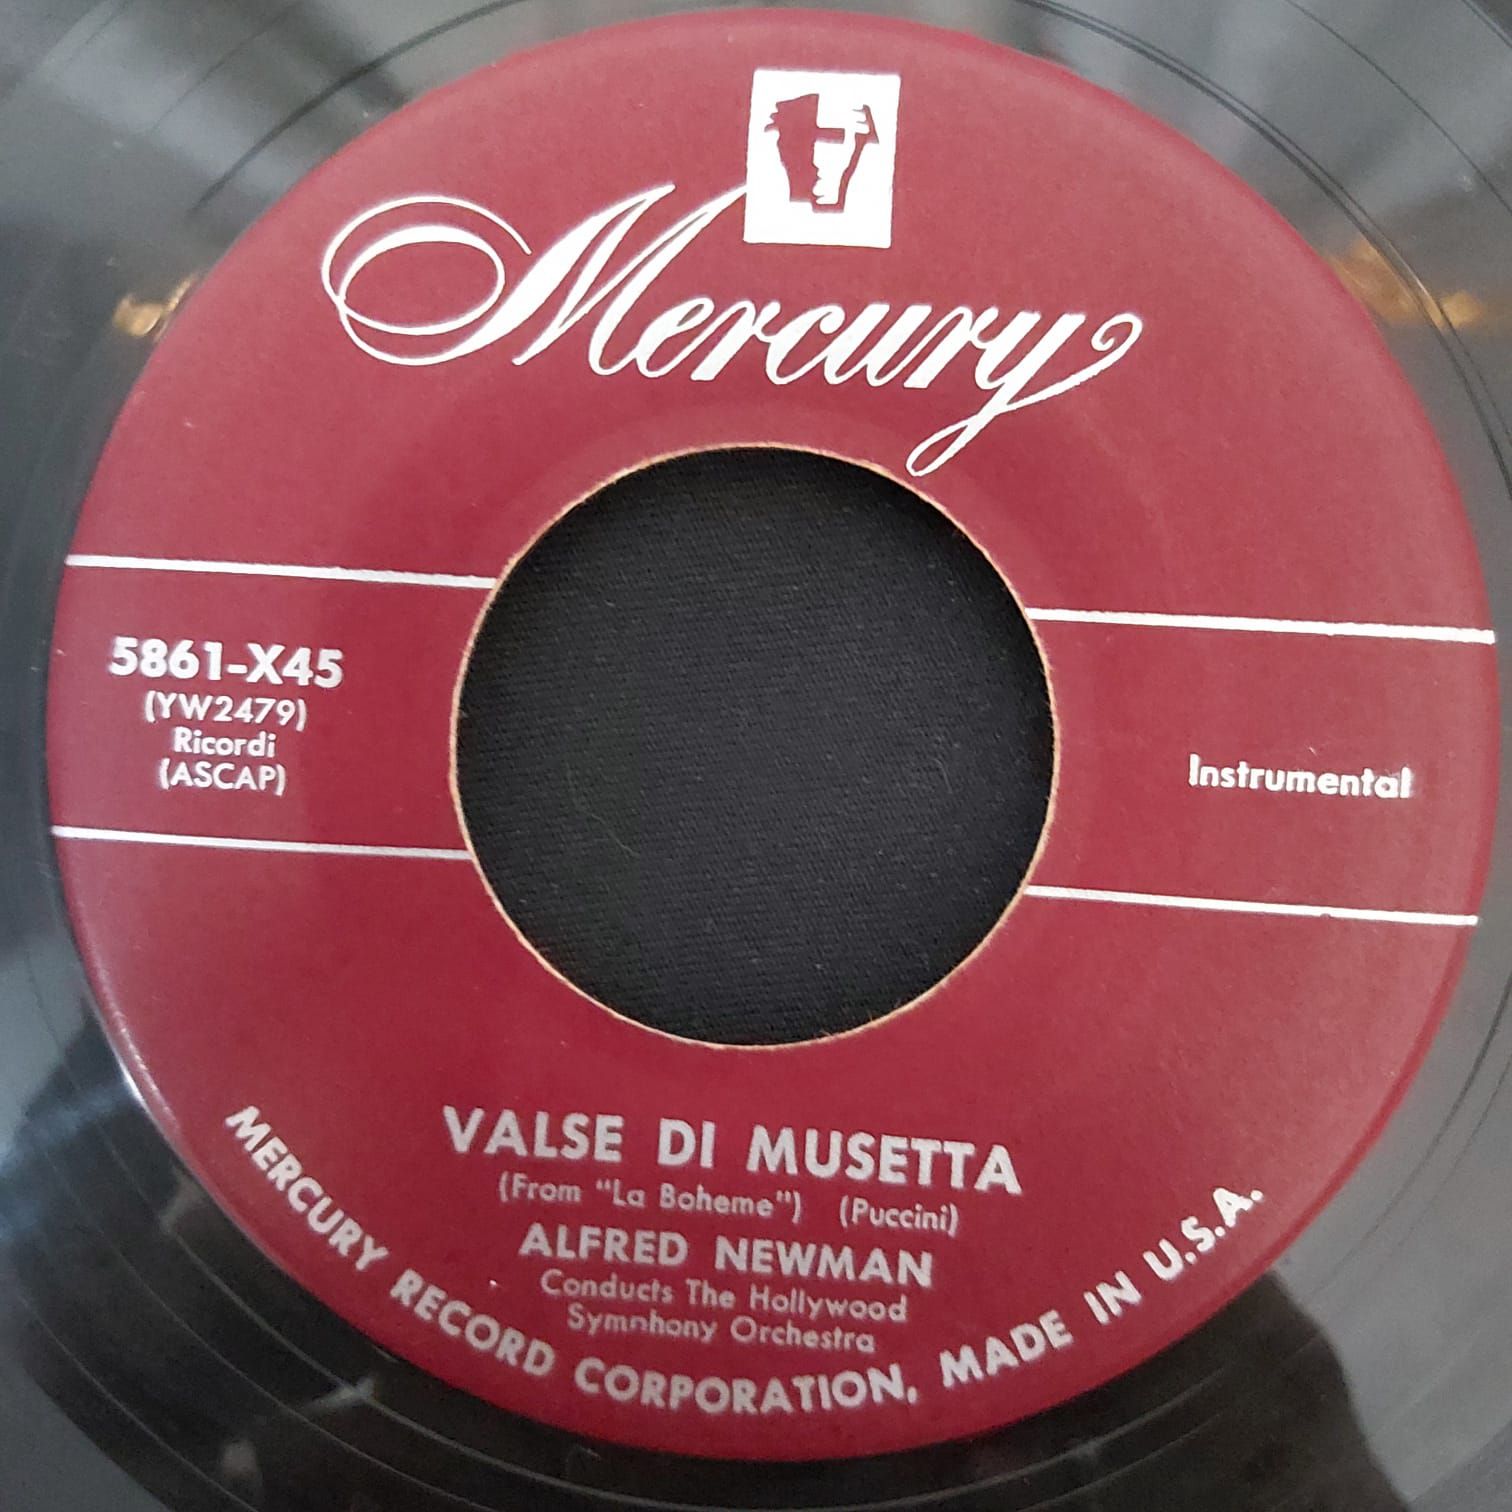 Mercury
5861-X45
(YW2479)
Ricordi
(ASCAP)
Instrumental
VALSE DI MUSETTA
(From "La Boheme") (Puccini)
ALFRED NEWMAN
Conducts The Hollywood
Symphony Orchestra
MERCURY RECORD CORPORATION, MADE IN U.S.A.